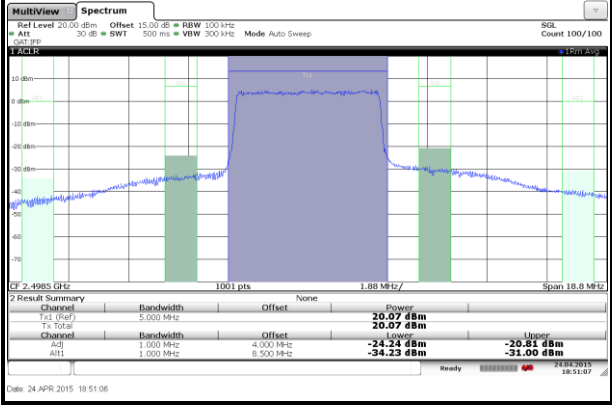 MultiView Spectrum
Ref Level 20.00 dBm Offset 15.00 dB RBW 100 kHz SGL
Att 30 dB SWT 500 ms VBW 300 kHz Mode Auto Sweep Count 100/100
GAT:IFP
1 ACLR 1Rm Avg
Tx1
10 dBm
0 dBm
-10 dBm
-20 dBm
-30 dBm
-40
-50
-60
-70
CF 2.4985 GHz 1001 pts 1.88 MHz/ Span 18.8 MHz
2 Result Summary None
Channel Bandwidth Offset Power
Tx1 (Ref) 5.000 MHz 20.07 dBm
Tx Total 20.07 dBm
Channel Bandwidth Offset Lower Upper
Adj 1.000 MHz 4.000 MHz -24.24 dBm -20.81 dBm
Alt1 1.000 MHz 8.500 MHz -34.23 dBm -31.00 dBm
Ready 24.04.2015
18:51:07
Date: 24.APR.2015 18:51:06